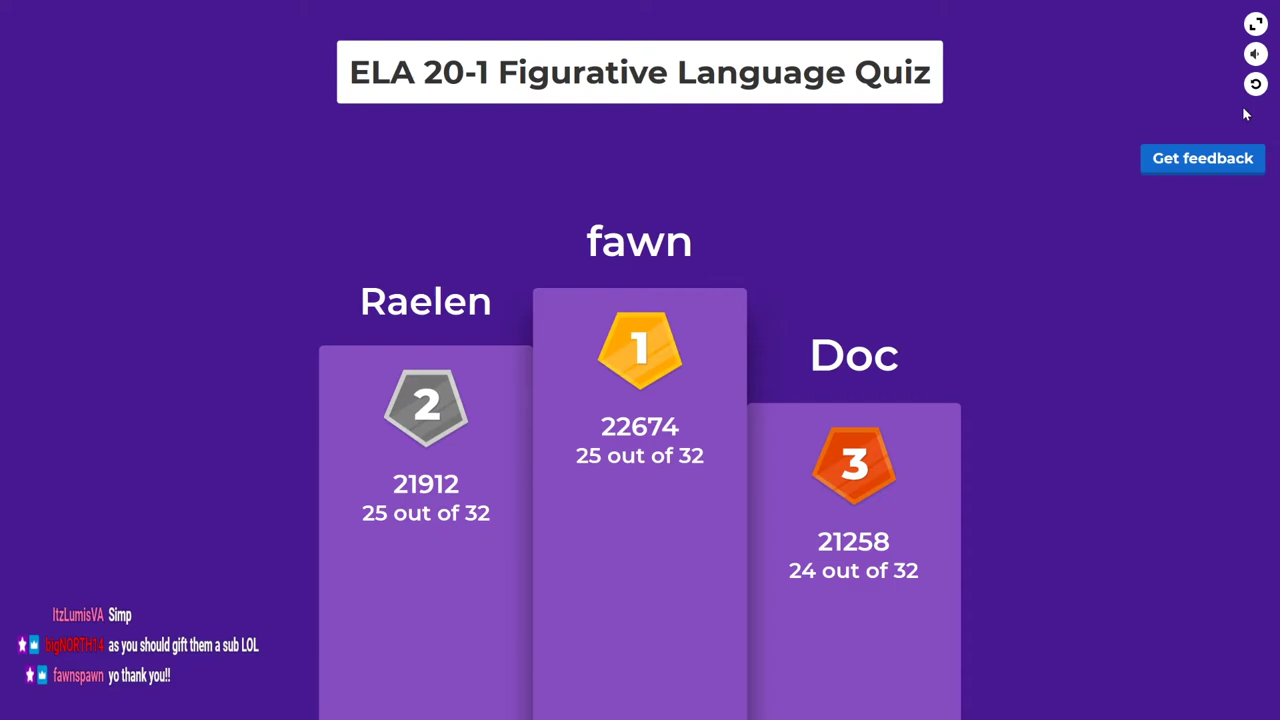 ELA 20-1 Figurative Language Quiz
Get feedback
fawn
Raelen
Doc
1
22674
25 out of 32
2
21912
25 out of 32
3
21258
24 out of 32
ItzLumisVA Simp
bigNORTH14 as you should gift them a sub LOL
fawnspawn yo thank you!!